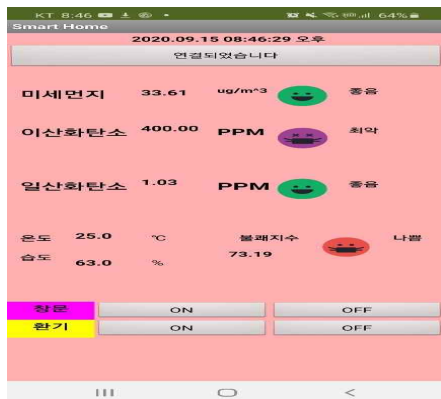 KT 8:46 64%
Smart Home
2020.09.15 08:46:29 오후
연결되었습니다
미세먼지 33.61 ug/m^3 좋음
이산화탄소 400.00 PPM 최악
일산화탄소 1.03 PPM 좋음
온도 25.0 ℃ 불쾌지수 나쁨
습도 63.0 % 73.19
창문 ON OFF
환기 ON OFF